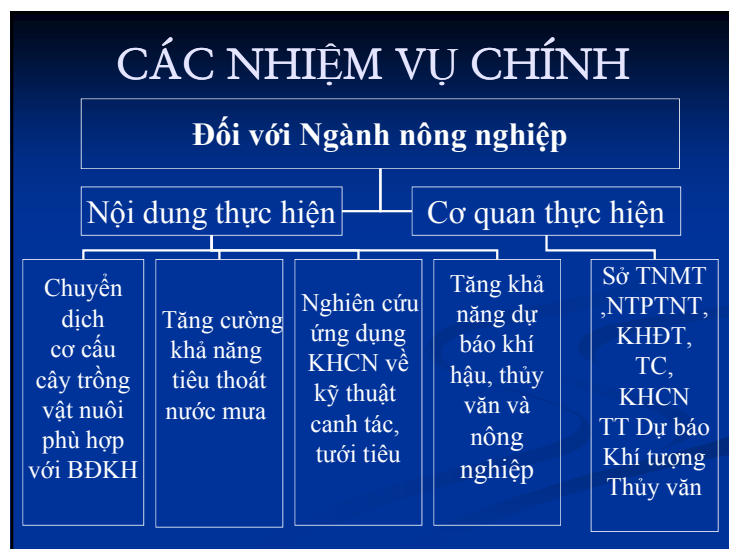 CÁC NHIỆM VỤ CHÍNH
Đối với Ngành nông nghiệp
Nội dung thực hiện
Cơ quan thực hiện
Chuyển
dịch
cơ cấu
cây trồng
vật nuôi
phù hợp
với BĐKH
Tăng cường
khả năng
tiêu thoát
nước mưa
Nghiên cứu
ứng dụng
KHCN về
kỹ thuật
canh tác,
tưới tiêu
Tăng khả
năng dự
báo khí
hậu, thủy
văn và
nông
nghiệp
Sở TNMT
,NTPTNT,
KHĐT,
TC,
KHCN
TT Dự báo
Khí tượng
Thủy văn